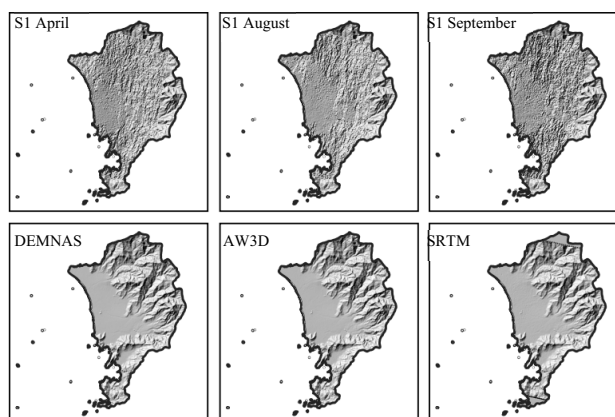 S1 April
S1 August
S1 September
DEMNAS
AW3D
SRTM